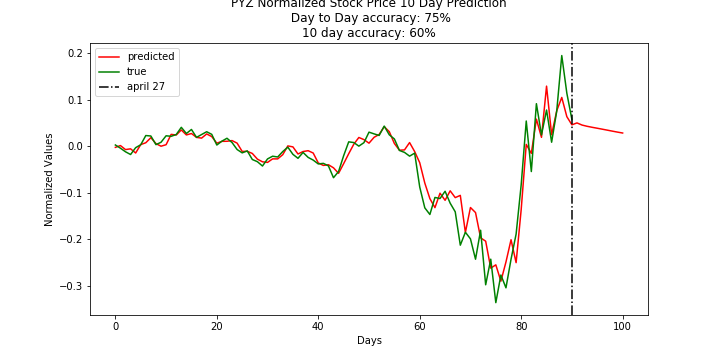 PYZ Normalized Stock Price 10 Day Prediction
Day to Day accuracy: 75%
10 day accuracy: 60%
predicted
true
april 27
Normalized Values
0.2
0.1
0.0
−0.1
−0.2
−0.3
0 20 40 60 80 100
Days